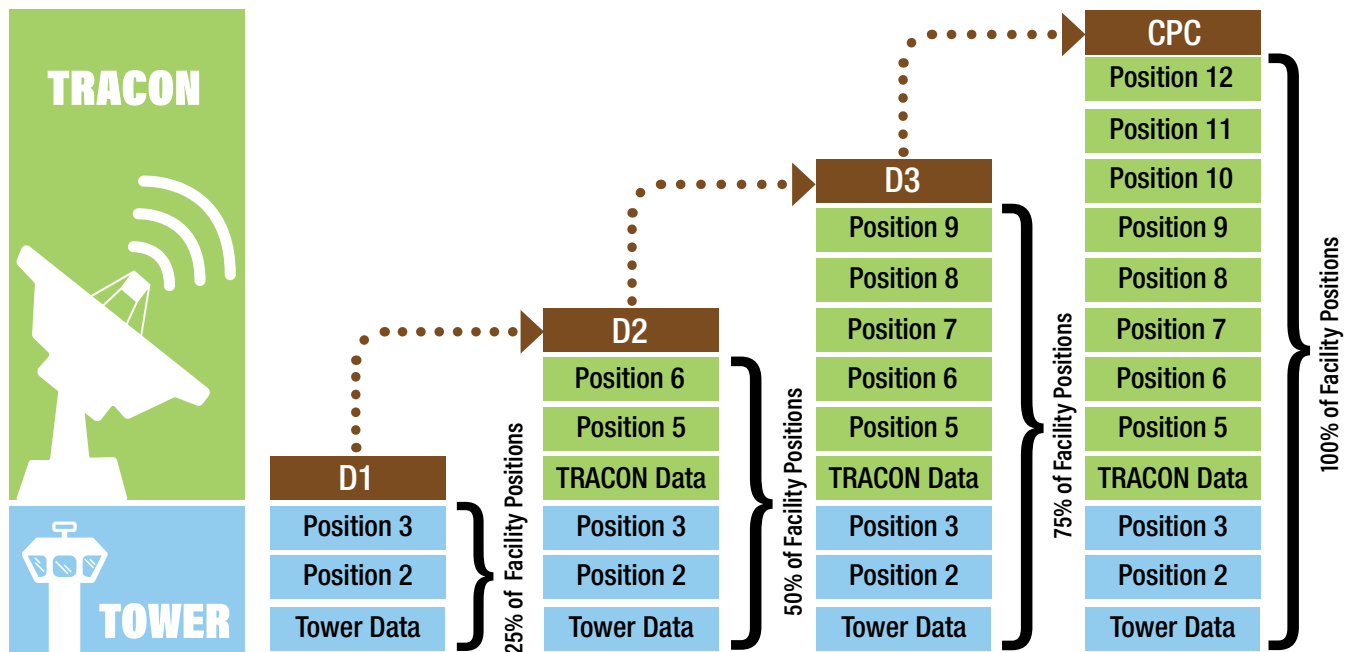 TRACON
TOWER
D1
Position 3
Position 2
Tower Data
25% of Facility Positions
D2
Position 6
Position 5
TRACON Data
Position 3
Position 2
Tower Data
50% of Facility Positions
D3
Position 9
Position 8
Position 7
Position 6
Position 5
TRACON Data
Position 3
Position 2
Tower Data
75% of Facility Positions
CPC
Position 12
Position 11
Position 10
Position 9
Position 8
Position 7
Position 6
Position 5
TRACON Data
Position 3
Position 2
Tower Data
100% of Facility Positions